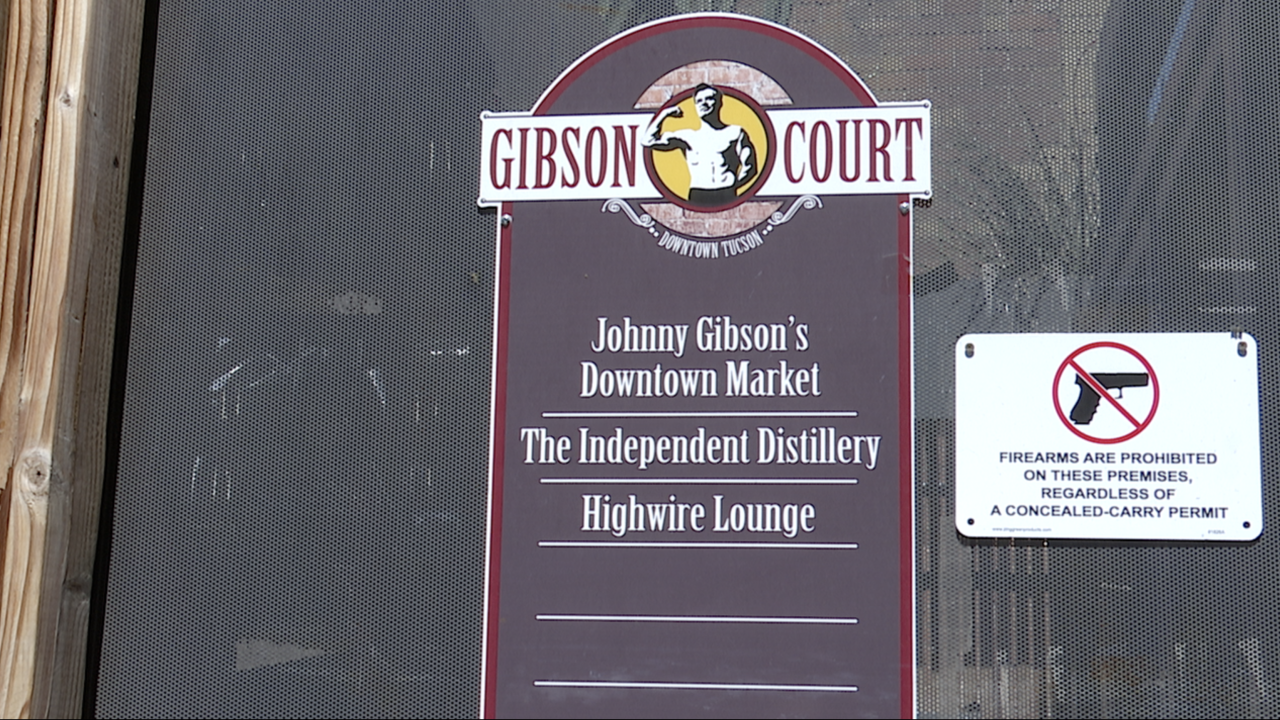 GIBSON COURT
DOWNTOWN TUCSON
Johnny Gibson's
Downtown Market
The Independent Distillery
Highwire Lounge
FIREARMS ARE PROHIBITED
ON THESE PREMISES,
REGARDLESS OF
A CONCEALED-CARRY PERMIT